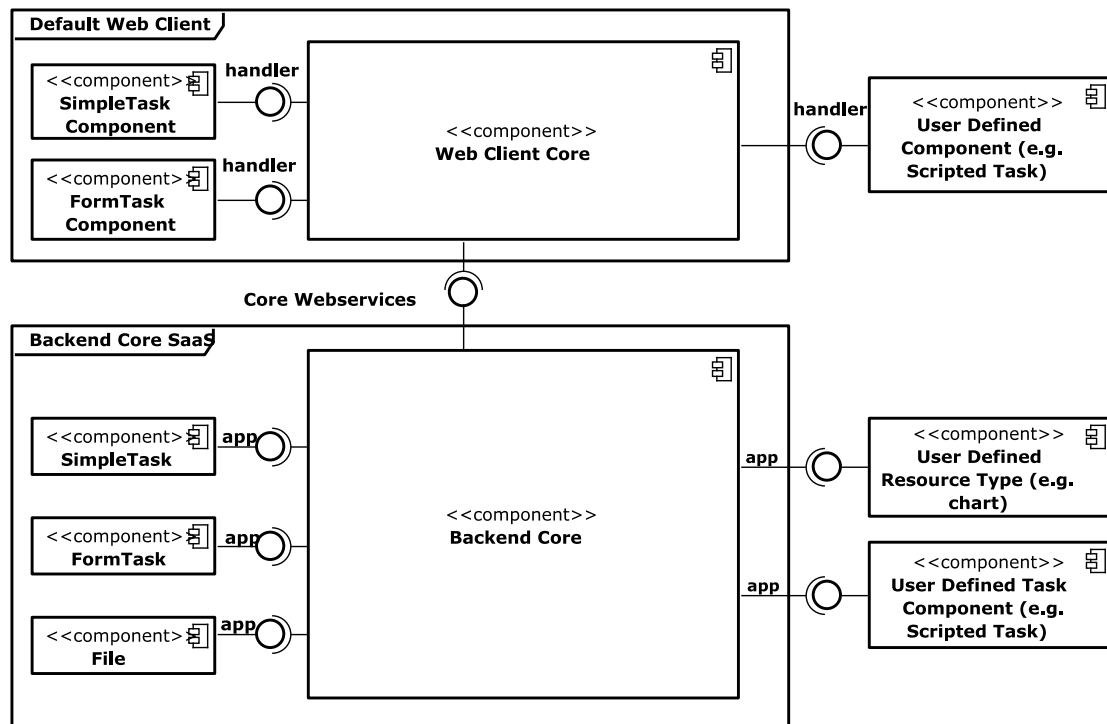 Default Web Client
<<component>>
SimpleTask
Component
handler
<<component>>
FormTask
Component
handler
<<component>>
Web Client Core
handler
<<component>>
User Defined
Component (e.g.
Scripted Task)
Core Webservices
Backend Core SaaS
<<component>>
SimpleTask
app
<<component>>
FormTask
app
<<component>>
File
app
<<component>>
Backend Core
app
<<component>>
User Defined
Resource Type (e.g.
chart)
app
<<component>>
User Defined Task
Component (e.g.
Scripted Task)